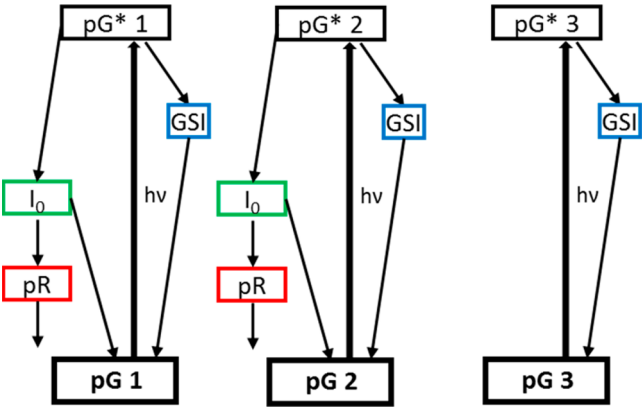 pG* 1
pG* 2
pG* 3
GSI
GSI
GSI
I₀
hν
I₀
hν
hν
pR
pR
pG 1
pG 2
pG 3